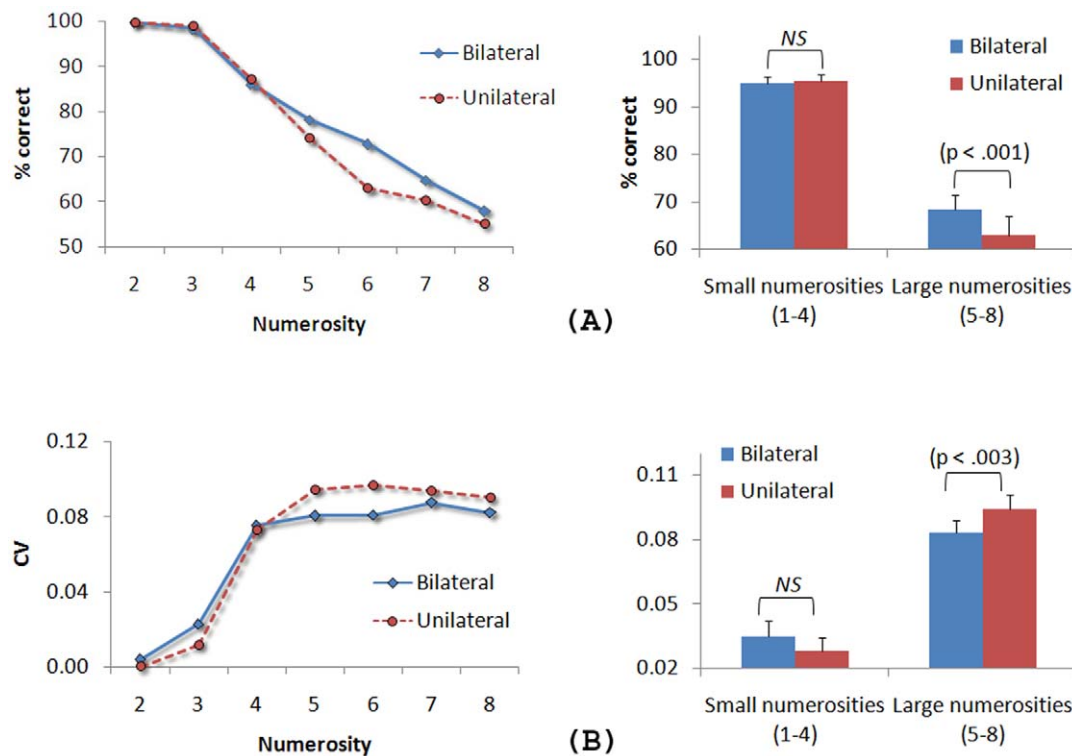 100
90
80
70
60
50
% correct
2 3 4 5 6 7 8
Numerosity
Bilateral
Unilateral
100
90
80
70
60
% correct
NS
Bilateral
Unilateral
(p < .001)
Small numerosities Large numerosities
(1-4) (5-8)
(A)
0.12
0.08
0.04
0.00
CV
2 3 4 5 6 7 8
Numerosity
Bilateral
Unilateral
0.11
0.08
0.05
0.02
Bilateral
Unilateral
(p < .003)
NS
Small numerosities Large numerosities
(1-4) (5-8)
(B)